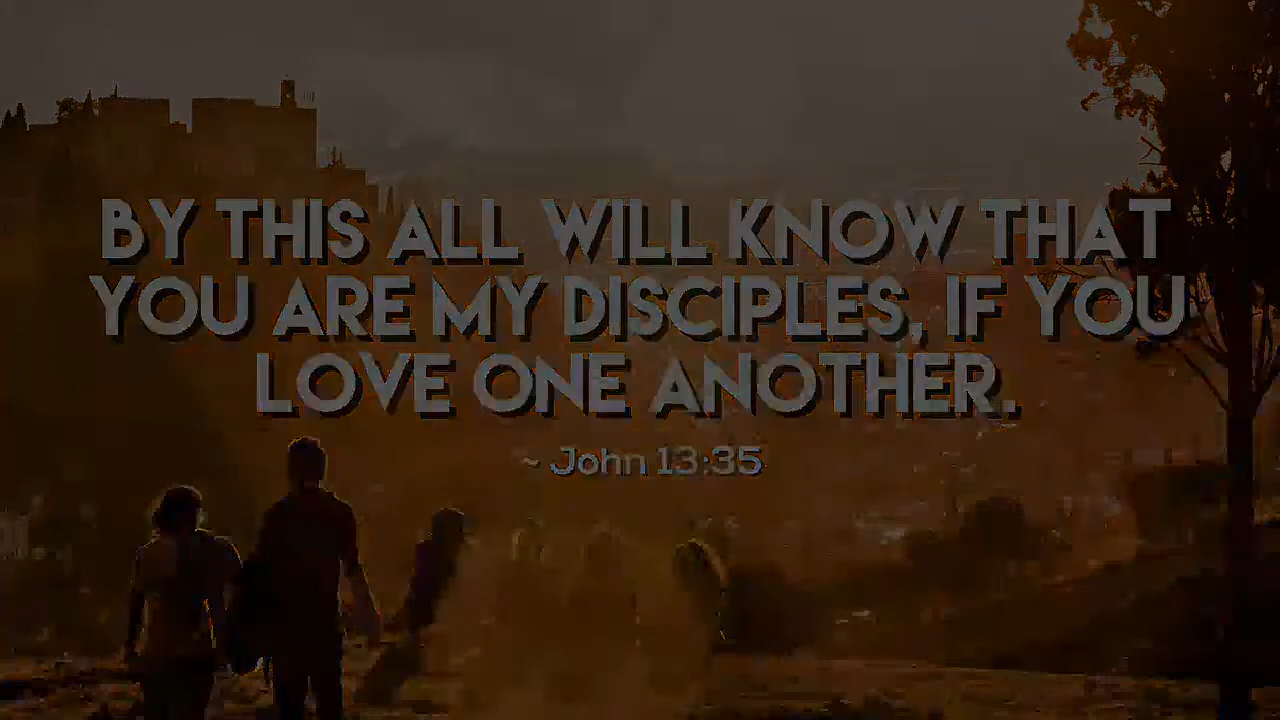 BY THIS ALL WILL KNOW THAT
YOU ARE MY DISCIPLES, IF YOU
LOVE ONE ANOTHER.
~ John 13:35